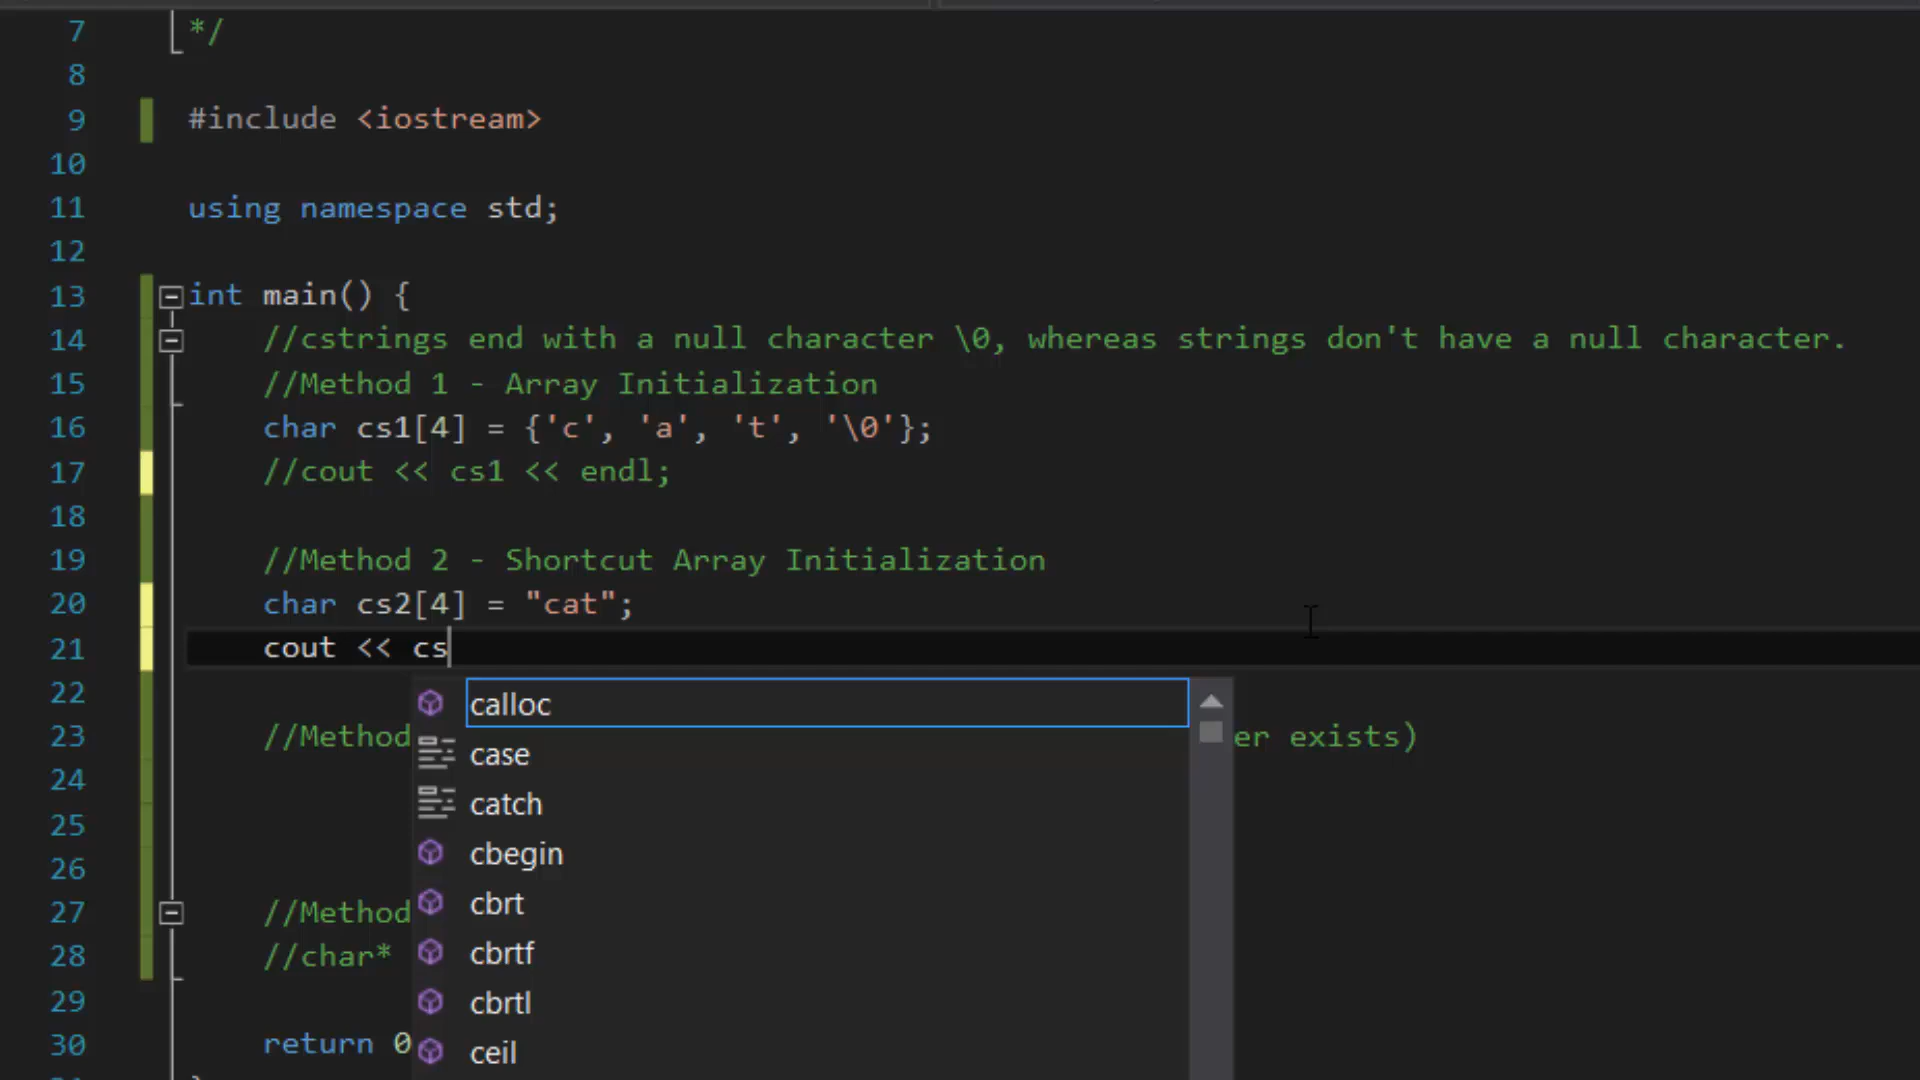 7 */
8
9 #include <iostream>
10
11 using namespace std;
12
13 int main() {
14 //cstrings end with a null character \0, whereas strings don't have a null character.
15 //Method 1 - Array Initialization
16 char cs1[4] = {'c', 'a', 't', '\0'};
17 //cout << cs1 << endl;
18
19 //Method 2 - Shortcut Array Initialization
20 char cs2[4] = "cat";
21 cout << cs
22
calloc
23 //Method er exists)
case
24
catch
25
cbegin
26
cbrt
27 //Method
cbrtf
28 //char*
cbrtl
29
30 return 0
ceil